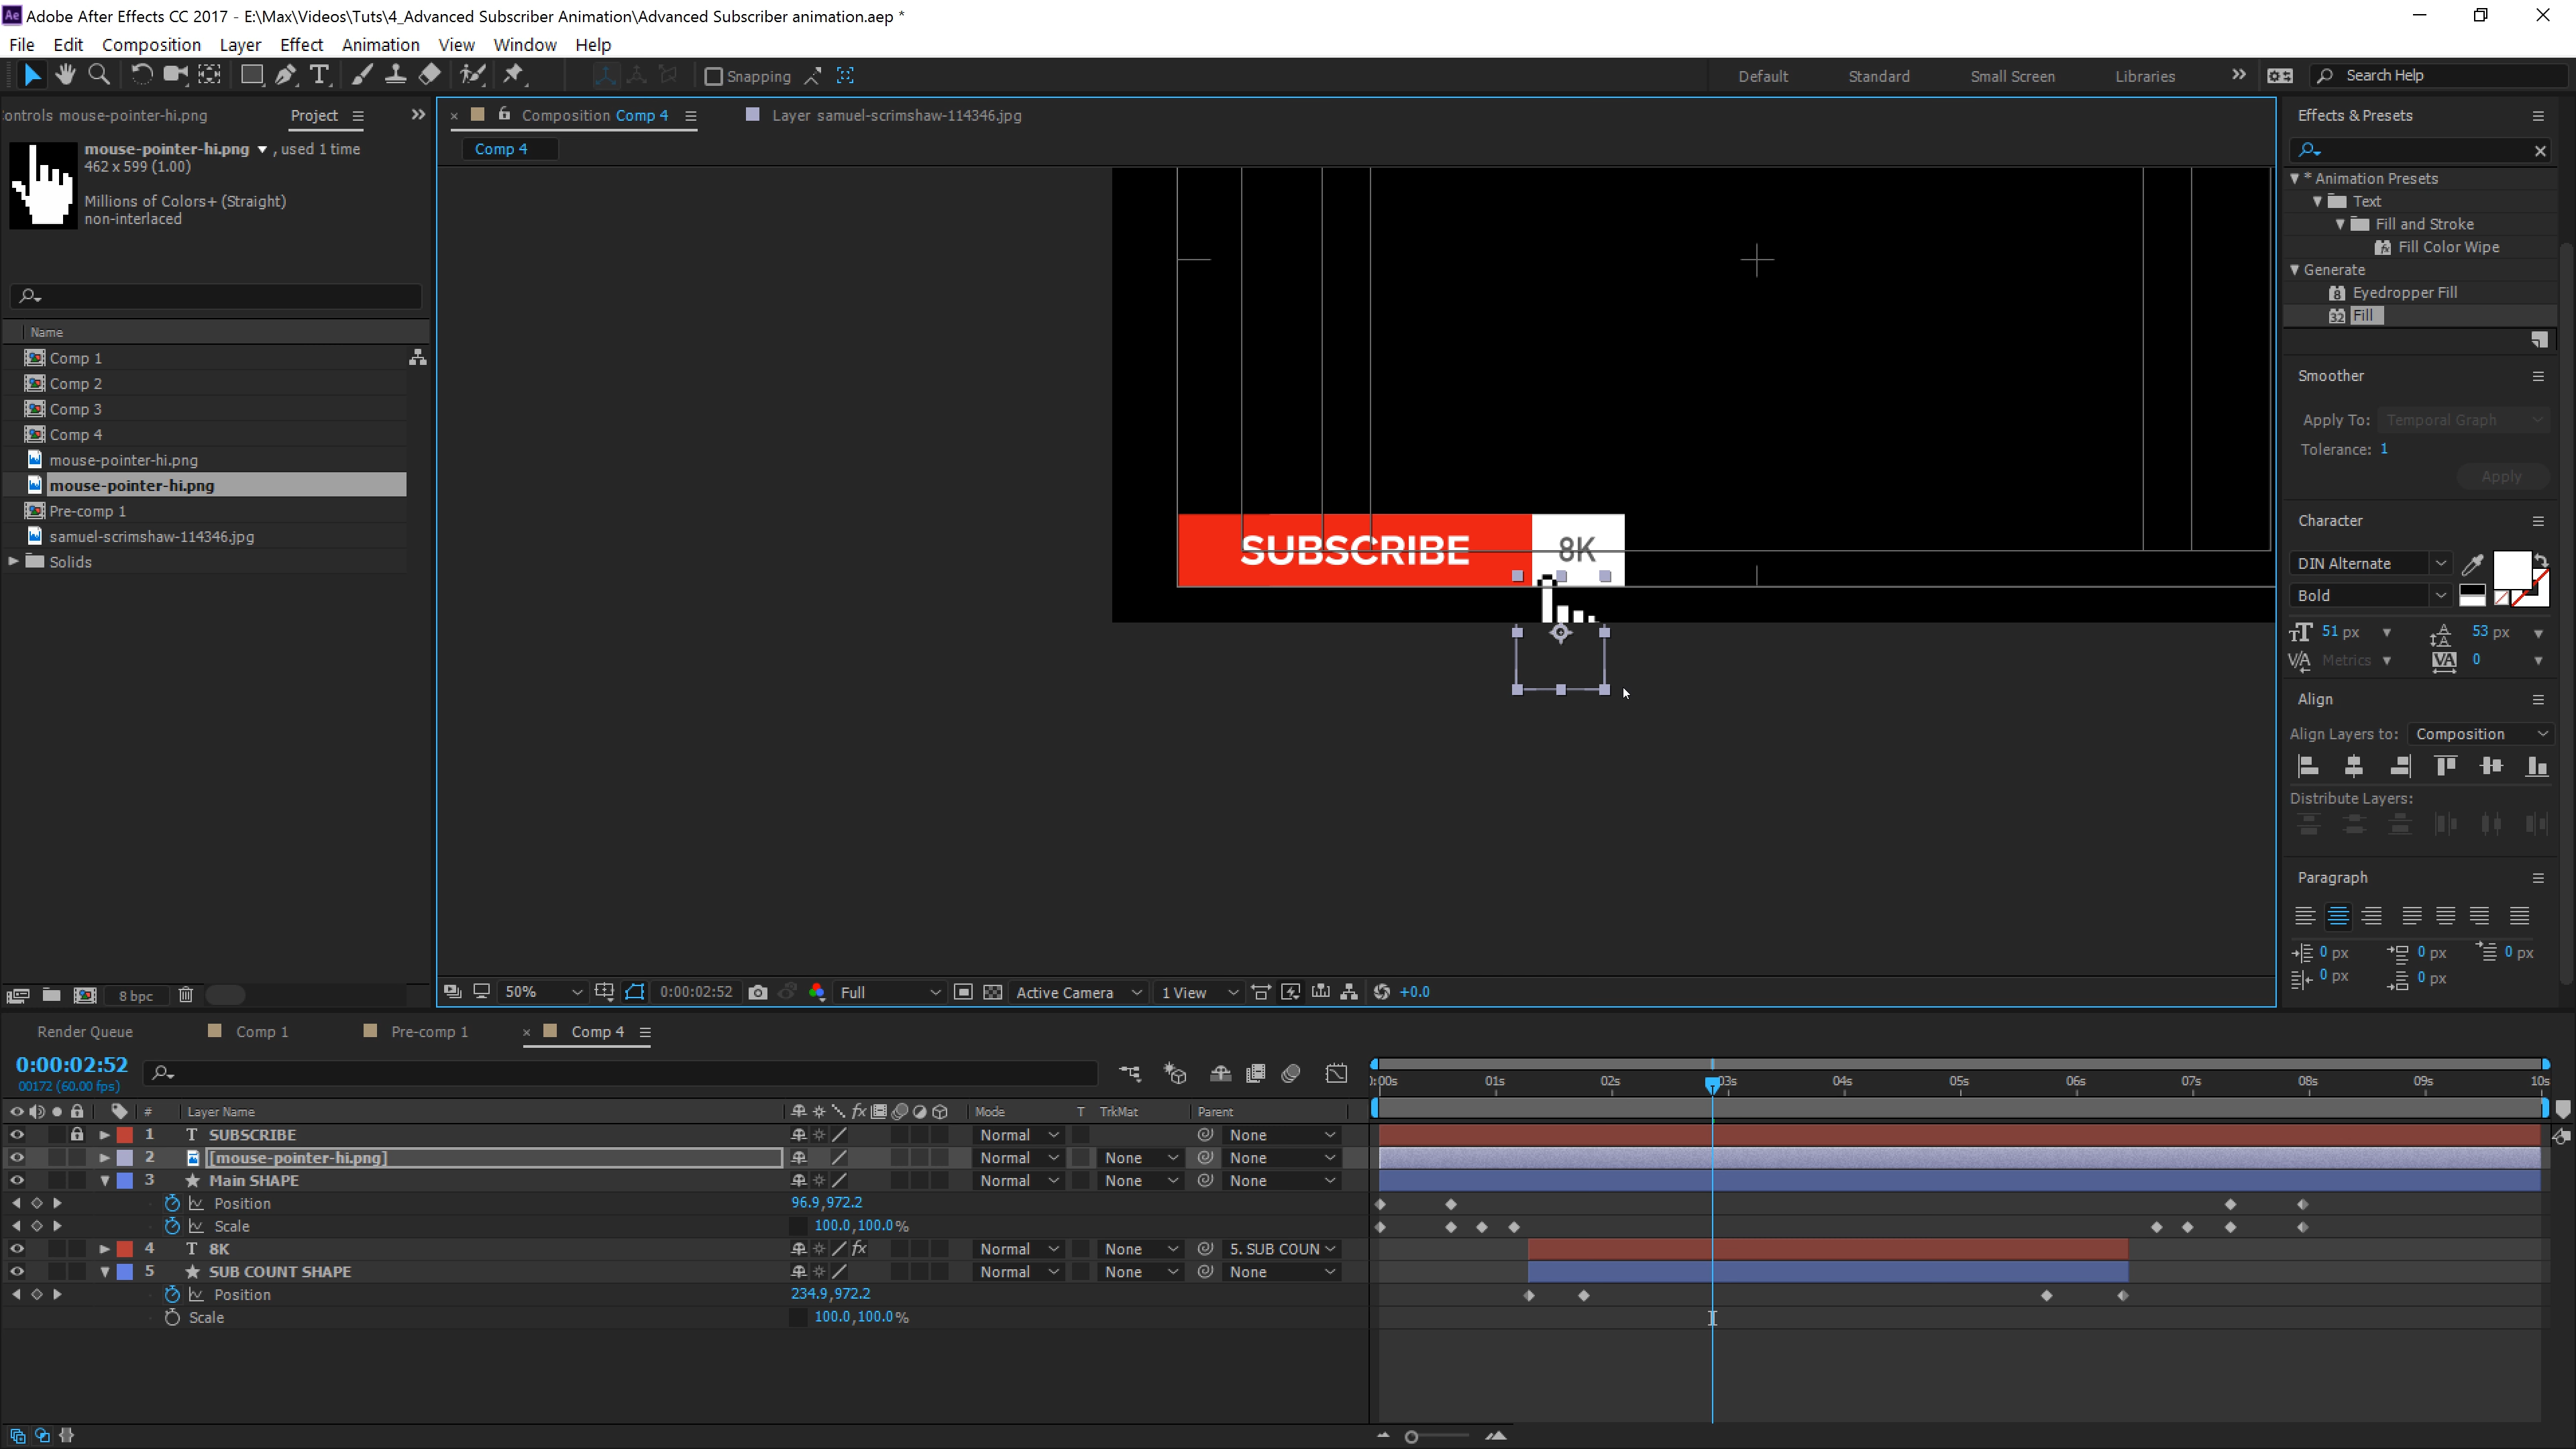 Ae Adobe After Effects CC 2017 - E:\Max\Videos\Tuts\4_Advanced Subscriber Animation\Advanced Subscriber animation.aep *
File Edit Composition Layer Effect Animation View Window Help
Snapping Default Standard Small Screen Libraries Search Help
ontrols mouse-pointer-hi.png Project
mouse-pointer-hi.png , used 1 time
462 x 599 (1.00)
Millions of Colors+ (Straight)
non-interlaced
Name
Comp 1
Comp 2
Comp 3
Comp 4
mouse-pointer-hi.png
mouse-pointer-hi.png
Pre-comp 1
samuel-scrimshaw-114346.jpg
Solids
8 bpc
Composition Comp 4 Layer samuel-scrimshaw-114346.jpg
Comp 4
SUBSCRIBE 8K
50% 0:00:02:52 Full Active Camera 1 View +0.0
Effects & Presets
* Animation Presets
Text
Fill and Stroke
Fill Color Wipe
Generate
8 Eyedropper Fill
32 Fill
Smoother
Apply To: Temporal Graph
Tolerance: 1
Apply
Character
DIN Alternate
Bold
51 px 53 px
Metrics 0
Align
Align Layers to: Composition
Distribute Layers:
Paragraph
0 px 0 px 0 px
0 px 0 px
Render Queue Comp 1 Pre-comp 1 Comp 4
0:00:02:52
00172 (60.00 fps)
:00s 01s 02s 03s 04s 05s 06s 07s 08s 09s 10s
# Layer Name Mode T TrkMat Parent
1 T SUBSCRIBE Normal None
2 [mouse-pointer-hi.png] Normal None None
3 Main SHAPE Normal None None
Position 96.9,972.2
Scale 100.0,100.0%
4 T 8K fx Normal None 5. SUB COUN
5 SUB COUNT SHAPE Normal None None
Position 234.9,972.2
Scale 100.0,100.0%